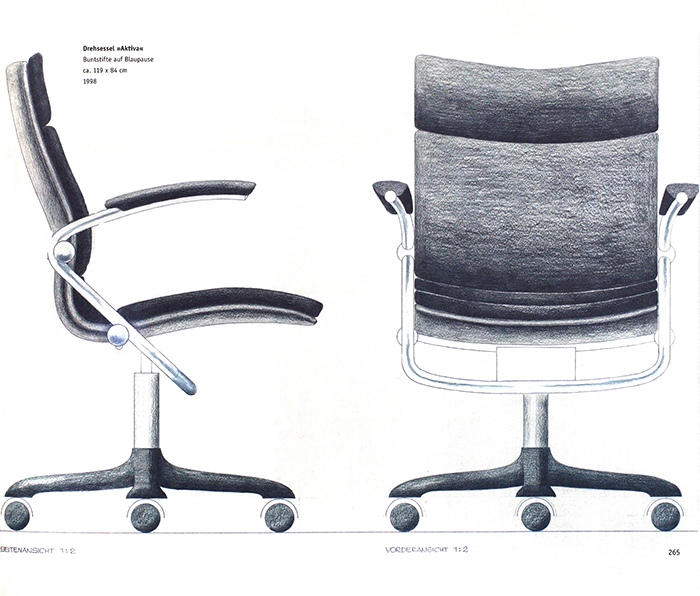 Drehsessel »Aktiva«
Buntstifte auf Blaupause
ca. 119 x 84 cm
1998
SEITENANSICHT 1:2
VORDERANSICHT 1:2
265